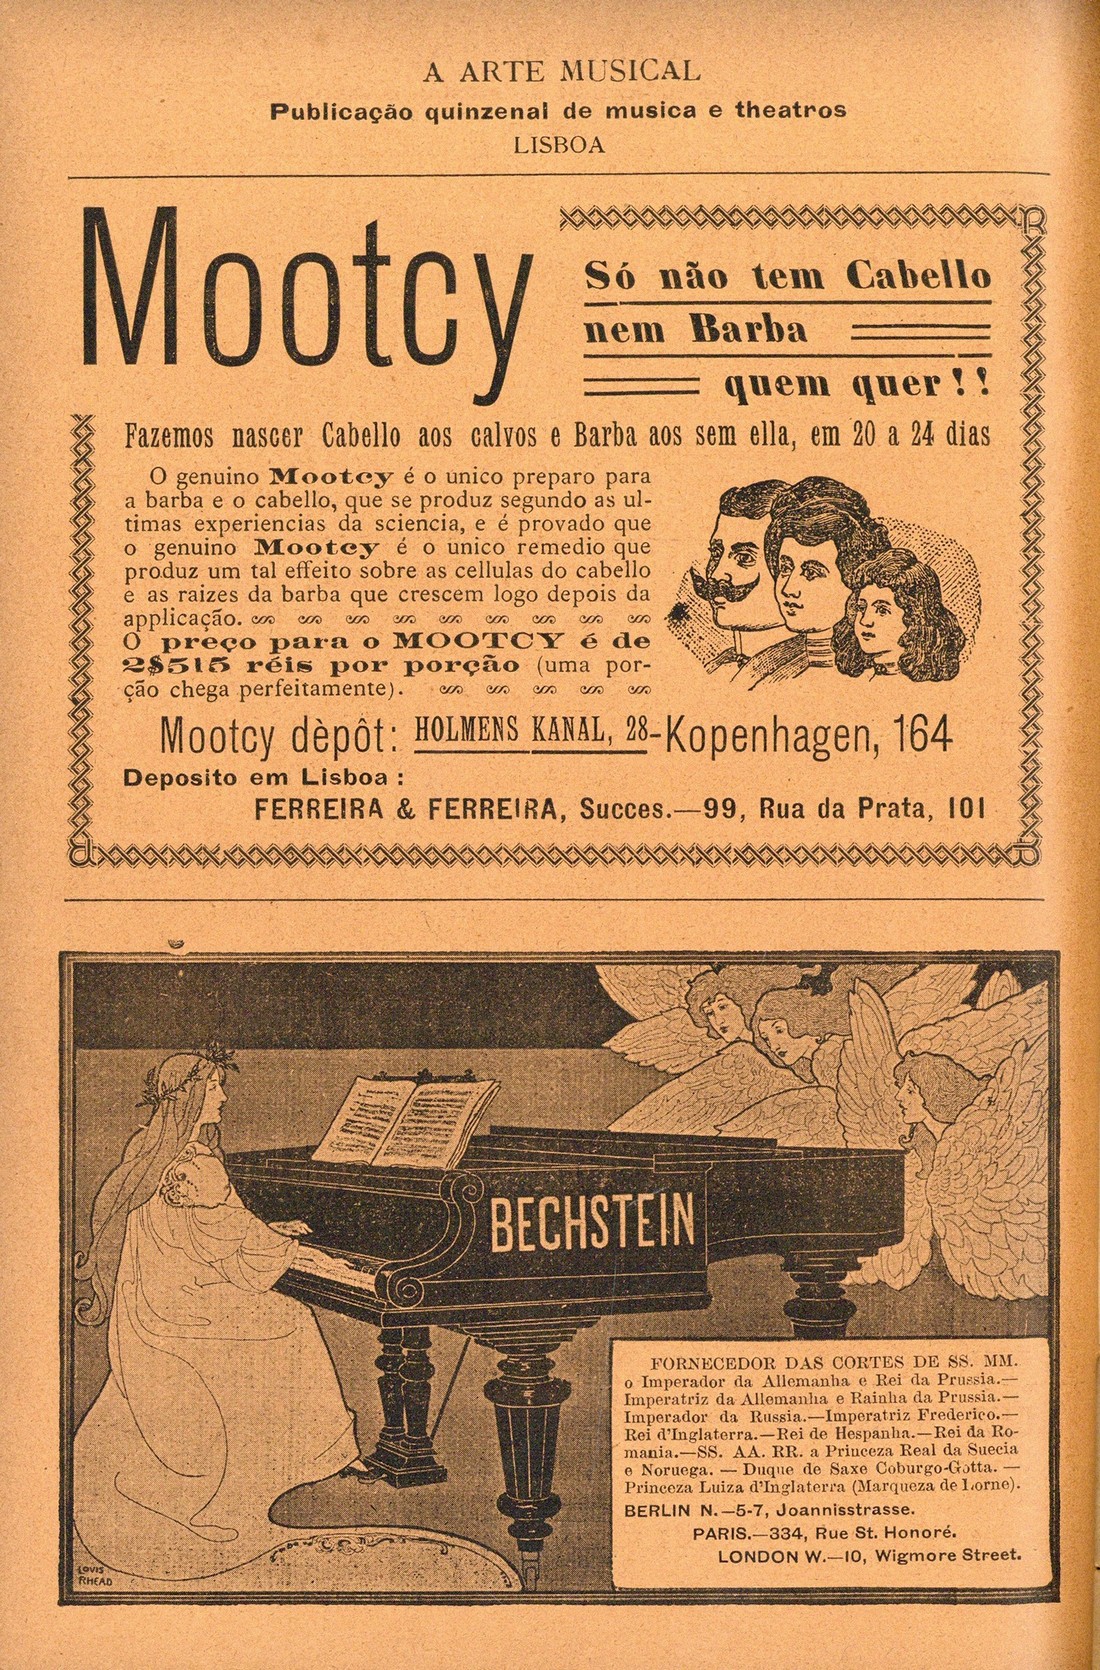 A ARTE MUSICAL
Publicação quinzenal de musica e theatros
LISBOA
Mootcy
Só não tem Cabello
nem Barba
quem quer!!
Fazemos nascer Cabello aos calvos e Barba aos sem ella, em 20 a 24 dias
O genuino Mootcy é o unico preparo para
a barba e o cabello, que se produz segundo as ul-
timas experiencias da sciencia, e é provado que
o genuino Mootcy é o unico remedio que
produz um tal effeito sobre as cellulas do cabello
e as raizes da barba que crescem logo depois da
applicação.
O preço para o MOOTCY é de
2$515 réis por porção (uma por-
ção chega perfeitamente).
Mootcy dèpôt: HOLMENS KANAL, 28-Kopenhagen, 164
Deposito em Lisboa :
FERREIRA & FERREIRA, Succes.—99, Rua da Prata, 101
BECHSTEIN
FORNECEDOR DAS CORTES DE SS. MM.
o Imperador da Allemanha e Rei da Prussia.—
Imperatriz da Allemanha e Rainha da Prussia.—
Imperador da Russia.—Imperatriz Frederico.—
Rei d'Inglaterra.—Rei de Hespanha.—Rei da Ro-
mania.—SS. AA. RR. a Princeza Real da Suecia
e Noruega. — Duque de Saxe Coburgo-Gotta. —
Princeza Luiza d'Inglaterra (Marqueza de Lorne).
BERLIN N.—5-7, Joannisstrasse.
PARIS.—334, Rue St. Honoré.
LONDON W.—10, Wigmore Street.
LOVIS
RHEAD